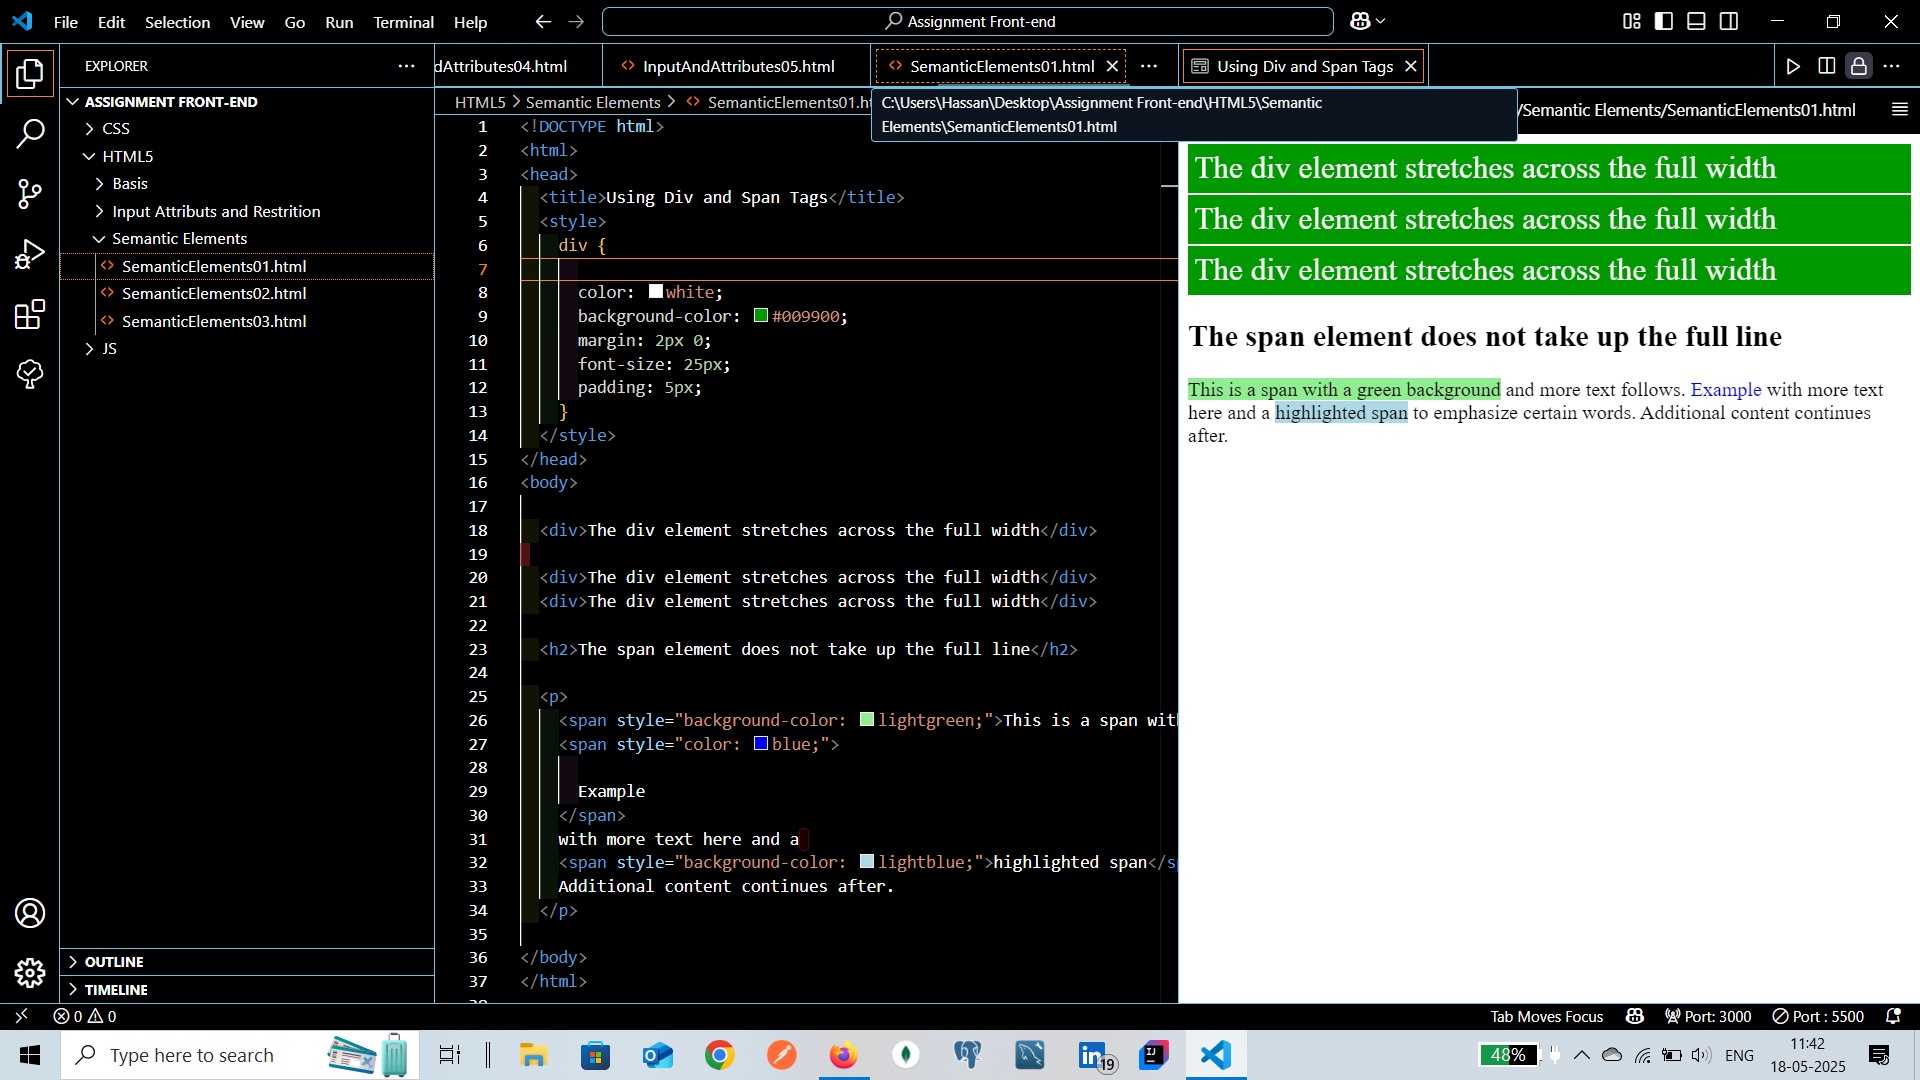 File Edit Selection View Go Run Terminal Help
Assignment Front-end
EXPLORER
ASSIGNMENT FRONT-END
CSS
HTML5
Basis
Input Attributs and Restrition
Semantic Elements
SemanticElements01.html
SemanticElements02.html
SemanticElements03.html
JS
OUTLINE
TIMELINE
dAttributes04.html
InputAndAttributes05.html
SemanticElements01.html
Using Div and Span Tags
HTML5 > Semantic Elements > SemanticElements01.ht
C:\Users\Hassan\Desktop\Assignment Front-end\HTML5\Semantic
Elements\SemanticElements01.html
/Semantic Elements/SemanticElements01.html
1 <!DOCTYPE html>
2 <html>
3 <head>
4 <title>Using Div and Span Tags</title>
5 <style>
6 div {
7
8 color: white;
9 background-color: #009900;
10 margin: 2px 0;
11 font-size: 25px;
12 padding: 5px;
13 }
14 </style>
15 </head>
16 <body>
17
18 <div>The div element stretches across the full width</div>
19
20 <div>The div element stretches across the full width</div>
21 <div>The div element stretches across the full width</div>
22
23 <h2>The span element does not take up the full line</h2>
24
25 <p>
26 <span style="background-color: lightgreen;">This is a span wit
27 <span style="color: blue;">
28
29 Example
30 </span>
31 with more text here and a
32 <span style="background-color: lightblue;">highlighted span</s
33 Additional content continues after.
34 </p>
35
36 </body>
37 </html>
The div element stretches across the full width
The div element stretches across the full width
The div element stretches across the full width
The span element does not take up the full line
This is a span with a green background and more text follows. Example with more text
here and a highlighted span to emphasize certain words. Additional content continues
after.
0 0
Tab Moves Focus
Port: 3000
Port : 5500
Type here to search
19
48%
ENG
11:42
18-05-2025